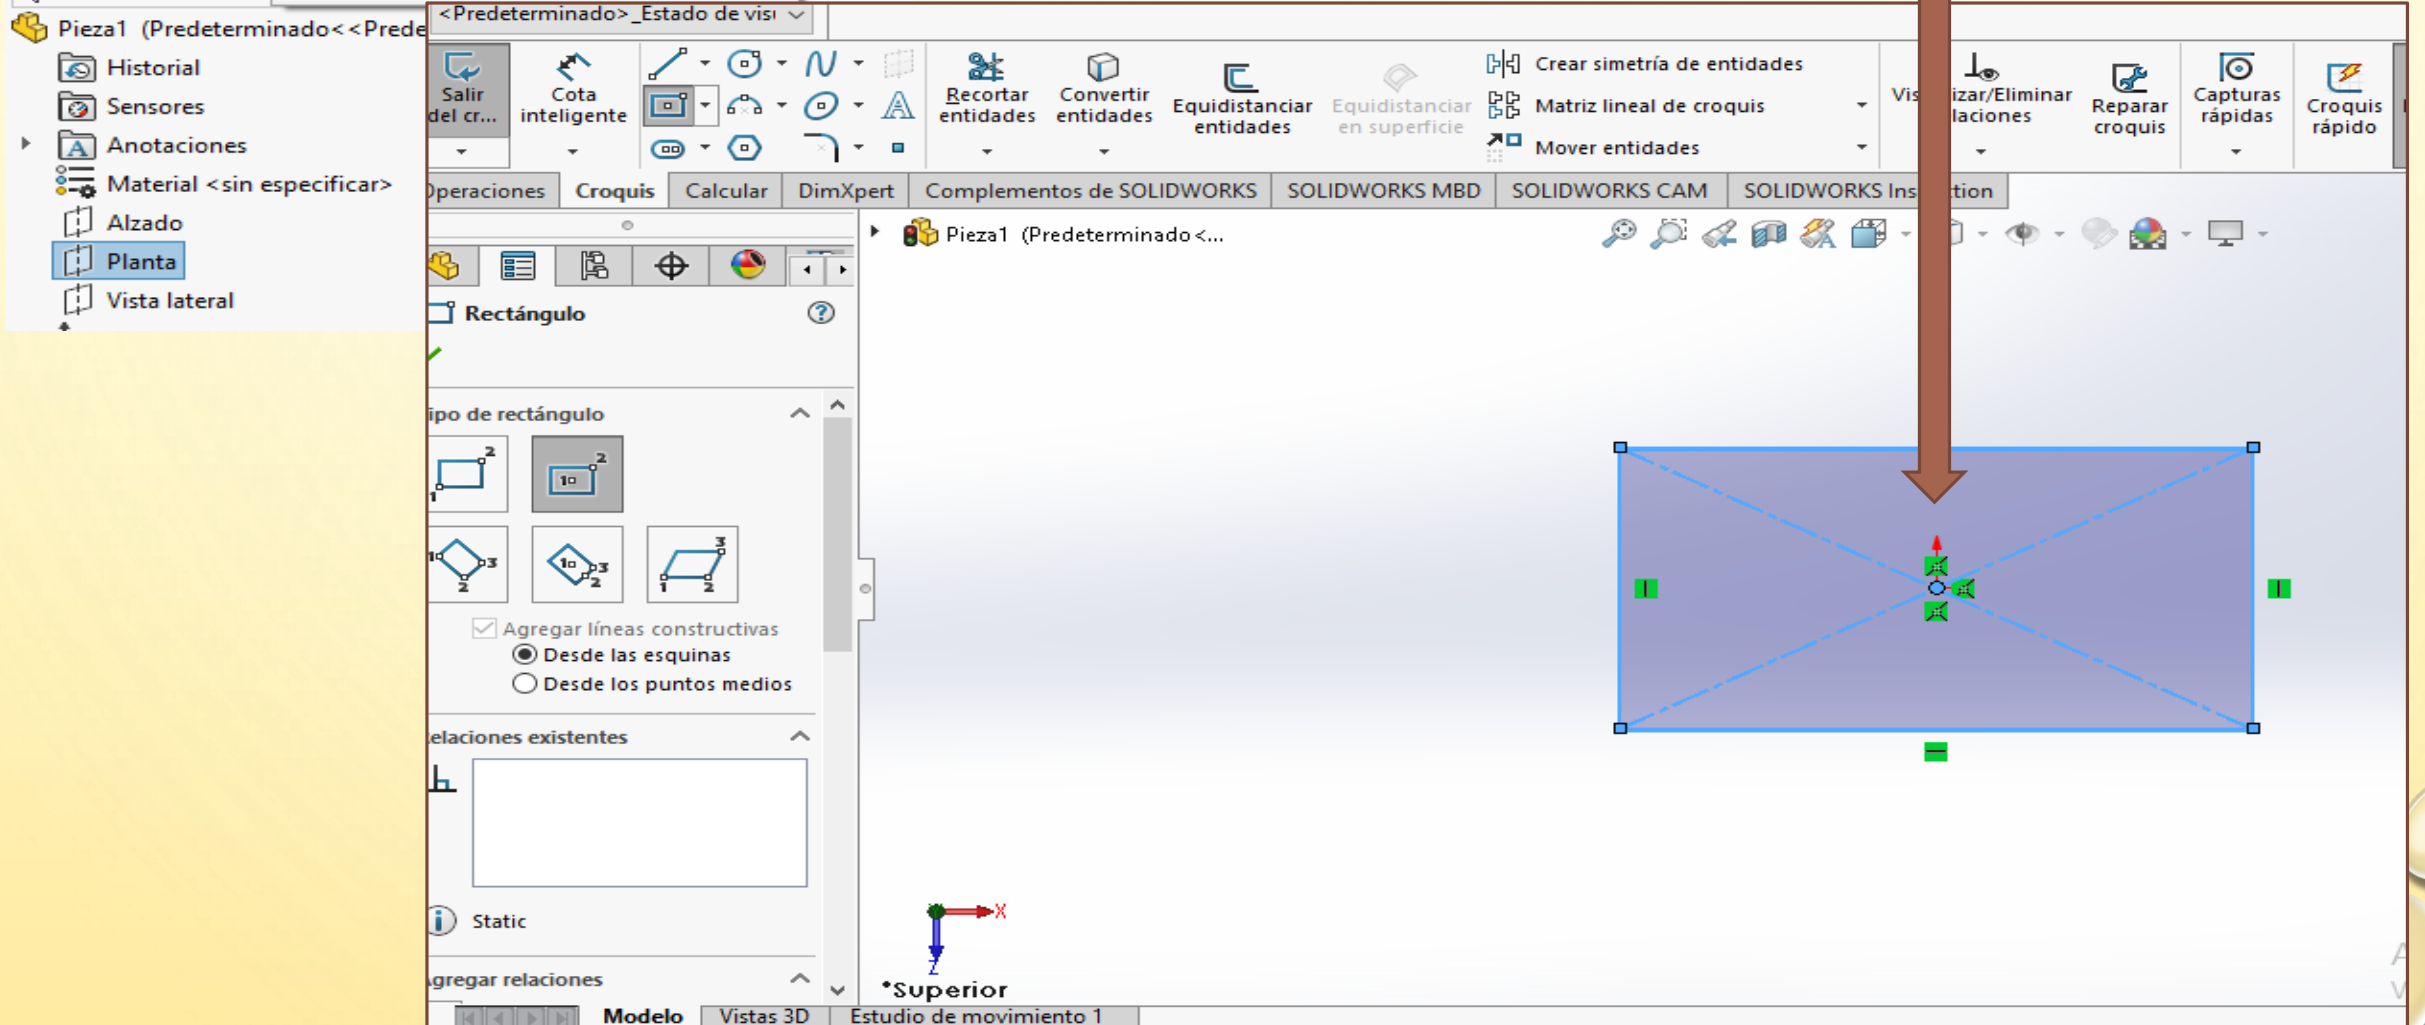 Pieza1 (Predeterminado<<Prede
Historial
Sensores
Anotaciones
Material <sin especificar>
Alzado
Planta
Vista lateral
<Predeterminado>_Estado de visu
Salir
del cr...
Cota
inteligente
Recortar
entidades
Convertir
entidades
Equidistanciar
entidades
Equidistanciar
en superficie
Crear simetría de entidades
Matriz lineal de croquis
Mover entidades
Vis izar/Eliminar
laciones
Reparar
croquis
Capturas
rápidas
Croquis
rápido
Operaciones
Croquis
Calcular
DimXpert
Complementos de SOLIDWORKS
SOLIDWORKS MBD
SOLIDWORKS CAM
SOLIDWORKS Ins ction
Pieza1 (Predeterminado<...
Rectángulo
ipo de rectángulo
Agregar líneas constructivas
Desde las esquinas
Desde los puntos medios
elaciones existentes
Static
Agregar relaciones
X
Z
*Superior
Modelo
Vistas 3D
Estudio de movimiento 1